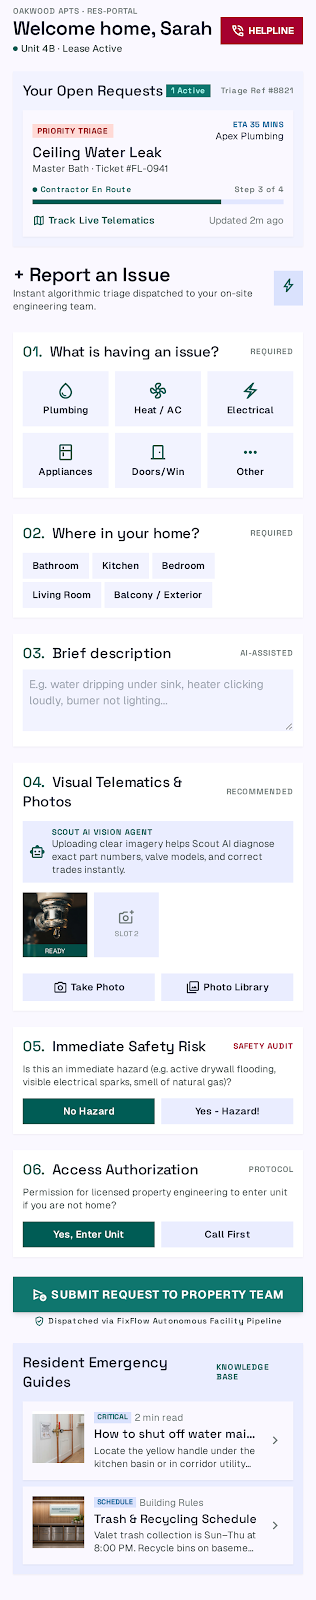 OAKWOOD APTS · RES-PORTAL
Welcome home, Sarah
HELPLINE
Unit 4B · Lease Active
Your Open Requests
1 Active
Triage Ref #8821
PRIORITY TRIAGE
ETA 35 MINS
Apex Plumbing
Ceiling Water Leak
Master Bath · Ticket #FL-0941
Contractor En Route
Step 3 of 4
Track Live Telematics
Updated 2m ago
+ Report an Issue
Instant algorithmic triage dispatched to your on-site
engineering team.
01. What is having an issue?
REQUIRED
Plumbing
Heat / AC
Electrical
Appliances
Doors/Win
Other
02. Where in your home?
REQUIRED
Bathroom
Kitchen
Bedroom
Living Room
Balcony / Exterior
03. Brief description
AI-ASSISTED
E.g. water dripping under sink, heater clicking
loudly, burner not lighting...
04. Visual Telematics &
Photos
RECOMMENDED
SCOUT AI VISION AGENT
Uploading clear imagery helps Scout AI diagnose
exact part numbers, valve models, and correct
trades instantly.
READY
SLOT 2
Take Photo
Photo Library
05. Immediate Safety Risk
SAFETY AUDIT
Is this an immediate hazard (e.g. active drywall flooding,
visible electrical sparks, smell of natural gas)?
No Hazard
Yes - Hazard!
06. Access Authorization
PROTOCOL
Permission for licensed property engineering to enter unit
if you are not home?
Yes, Enter Unit
Call First
SUBMIT REQUEST TO PROPERTY TEAM
Dispatched via FixFlow Autonomous Facility Pipeline
Resident Emergency
Guides
KNOWLEDGE
BASE
CRITICAL
2 min read
How to shut off water mai...
Locate the yellow handle under the
kitchen basin or in corridor utility...
SCHEDULE
Building Rules
Trash & Recycling Schedule
Valet trash collection is Sun–Thu at
8:00 PM. Recycle bins on baseme...